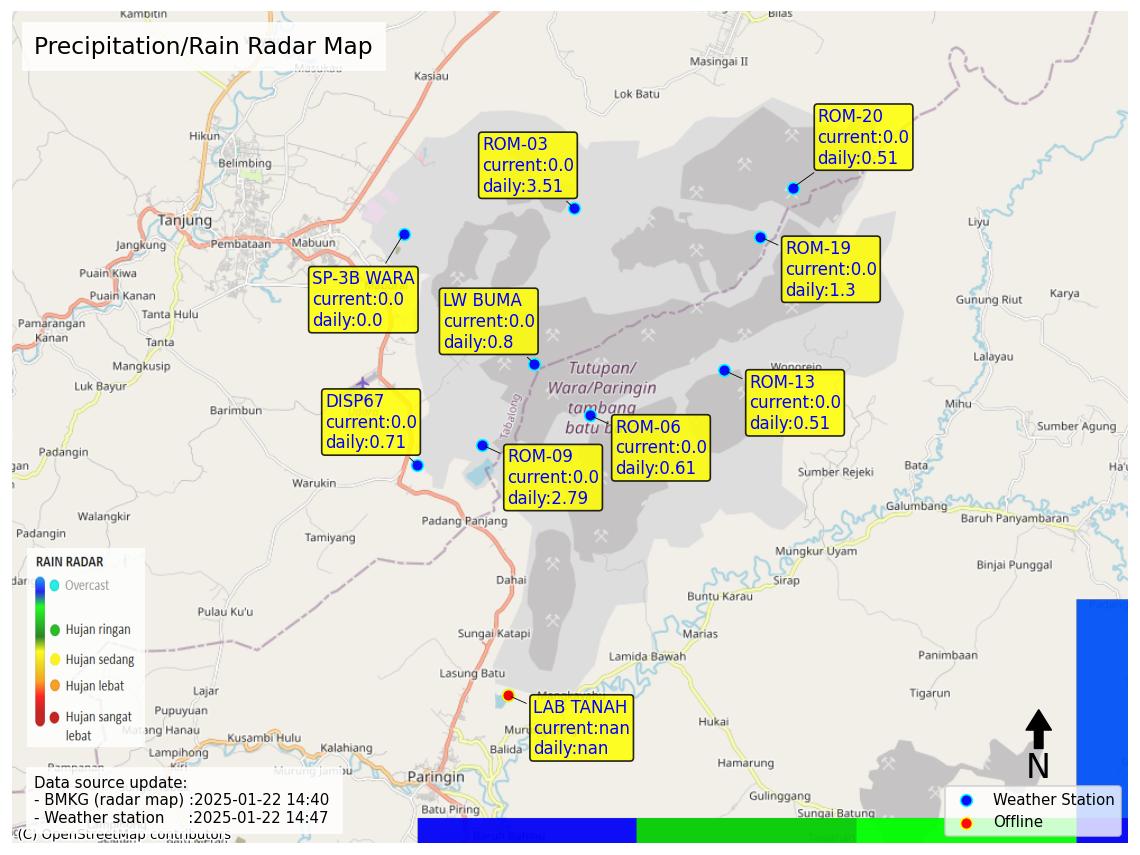 Kambitin
Bilas
Precipitation/Rain Radar Map
Masukau
Kasiau
Masingai II
Lok Batu
Hikun
Belimbing
ROM-03
current:0.0
daily:3.51
ROM-20
current:0.0
daily:0.51
Tanjung
Jangkung
Pembataan
Mabuun
Liyu
Puain Kiwa
Puain Kanan
SP-3B WARA
current:0.0
daily:0.0
ROM-19
current:0.0
daily:1.3
LW BUMA
current:0.0
daily:0.8
Gunung Riut
Karya
Tanta Hulu
Pamarangan
Kanan
Tanta
Mangkusip
Luk Bayur
Lalayau
Wonorejo
Tutupan/
Wara/Paringin
tambang
batu b
Tabalong
ROM-13
current:0.0
daily:0.51
DISP67
current:0.0
daily:0.71
ROM-06
current:0.0
daily:0.61
ROM-09
current:0.0
daily:2.79
Barimbun
Mihu
Sumber Agung
Padangin
Bata
Ha'u
gan
Warukin
Sumber Rejeki
Galumbang
Walangkir
Padang Panjang
Baruh Panyambaran
Padangin
Tamiyang
Mungkur Uyam
Binjai Punggal
RAIN RADAR
Overcast
Hujan ringan
Hujan sedang
Hujan lebat
Hujan sangat
lebat
Dahai
Sirap
Buntu Karau
Pulau Ku'u
Sungai Katapi
Marias
Lamida Bawah
Panimbaan
Lasung Batu
Lajar
Tigarun
Pupuyuan
LAB TANAH
current:nan
daily:nan
Matang Hanau
Kusambi Hulu
Hukai
Lampihong
Kalahiang
Balida
Hamarung
N
Murung Jambu
Paringin
Gulinggang
Batu Piring
Sungai Batung
Data source update:
- BMKG (radar map) :2025-01-22 14:40
- Weather station :2025-01-22 14:47
(C) OpenStreetMap contributors
Weather Station
Offline